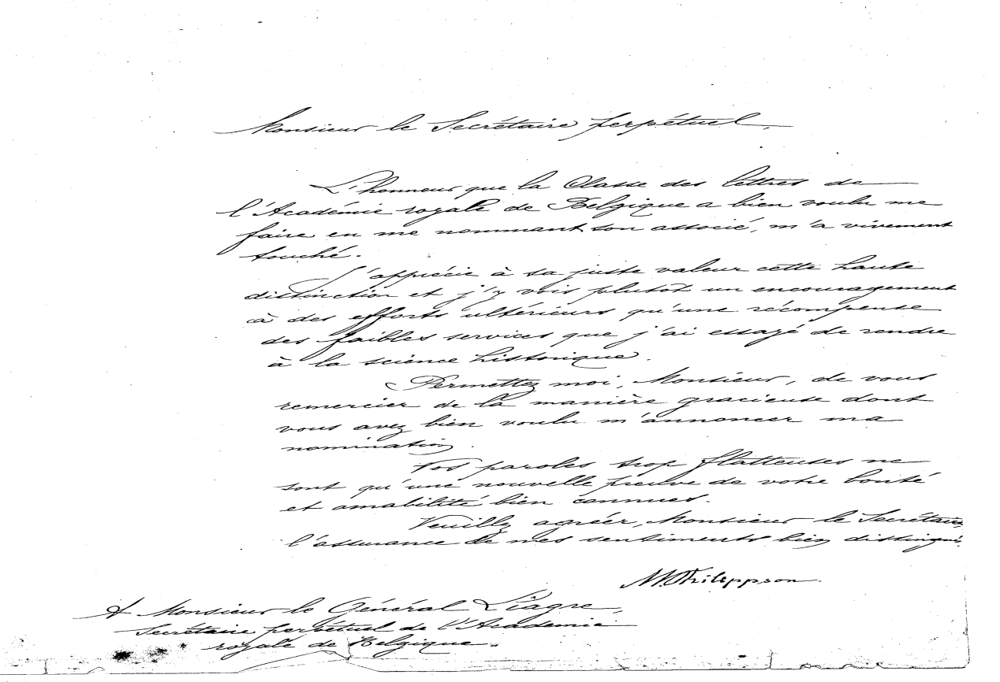 Monsieur le Secrétaire perpétuel,
L'honneur que la Classe des lettres de
l'Académie royale de Belgique a bien voulu me
faire en me nommant son associé, m'a vivement
touché.
J'apprécie à sa juste valeur cette haute
distinction et j'y vois plutot un encouragement
à des efforts ultérieurs qu'une récompense
des faibles services que j'ai essayé de rendre
à la science historique.
Permettez moi, Monsieur, de vous
remercier de la manière gracieuse dont
vous avez bien voulu m'annoncer ma
nomination.
Vos paroles trop flatteuses ne
sont qu'une nouvelle preuve de votre bonté
et amabilité bien connues.
Veuillez agréer, Monsieur le Secrétaire
l'assurance de mes sentiments bien distingué
M. Philippson.
A Monsieur le Général Liagre,
Secrétaire perpétuel de l'Académie
royale de Belgique.